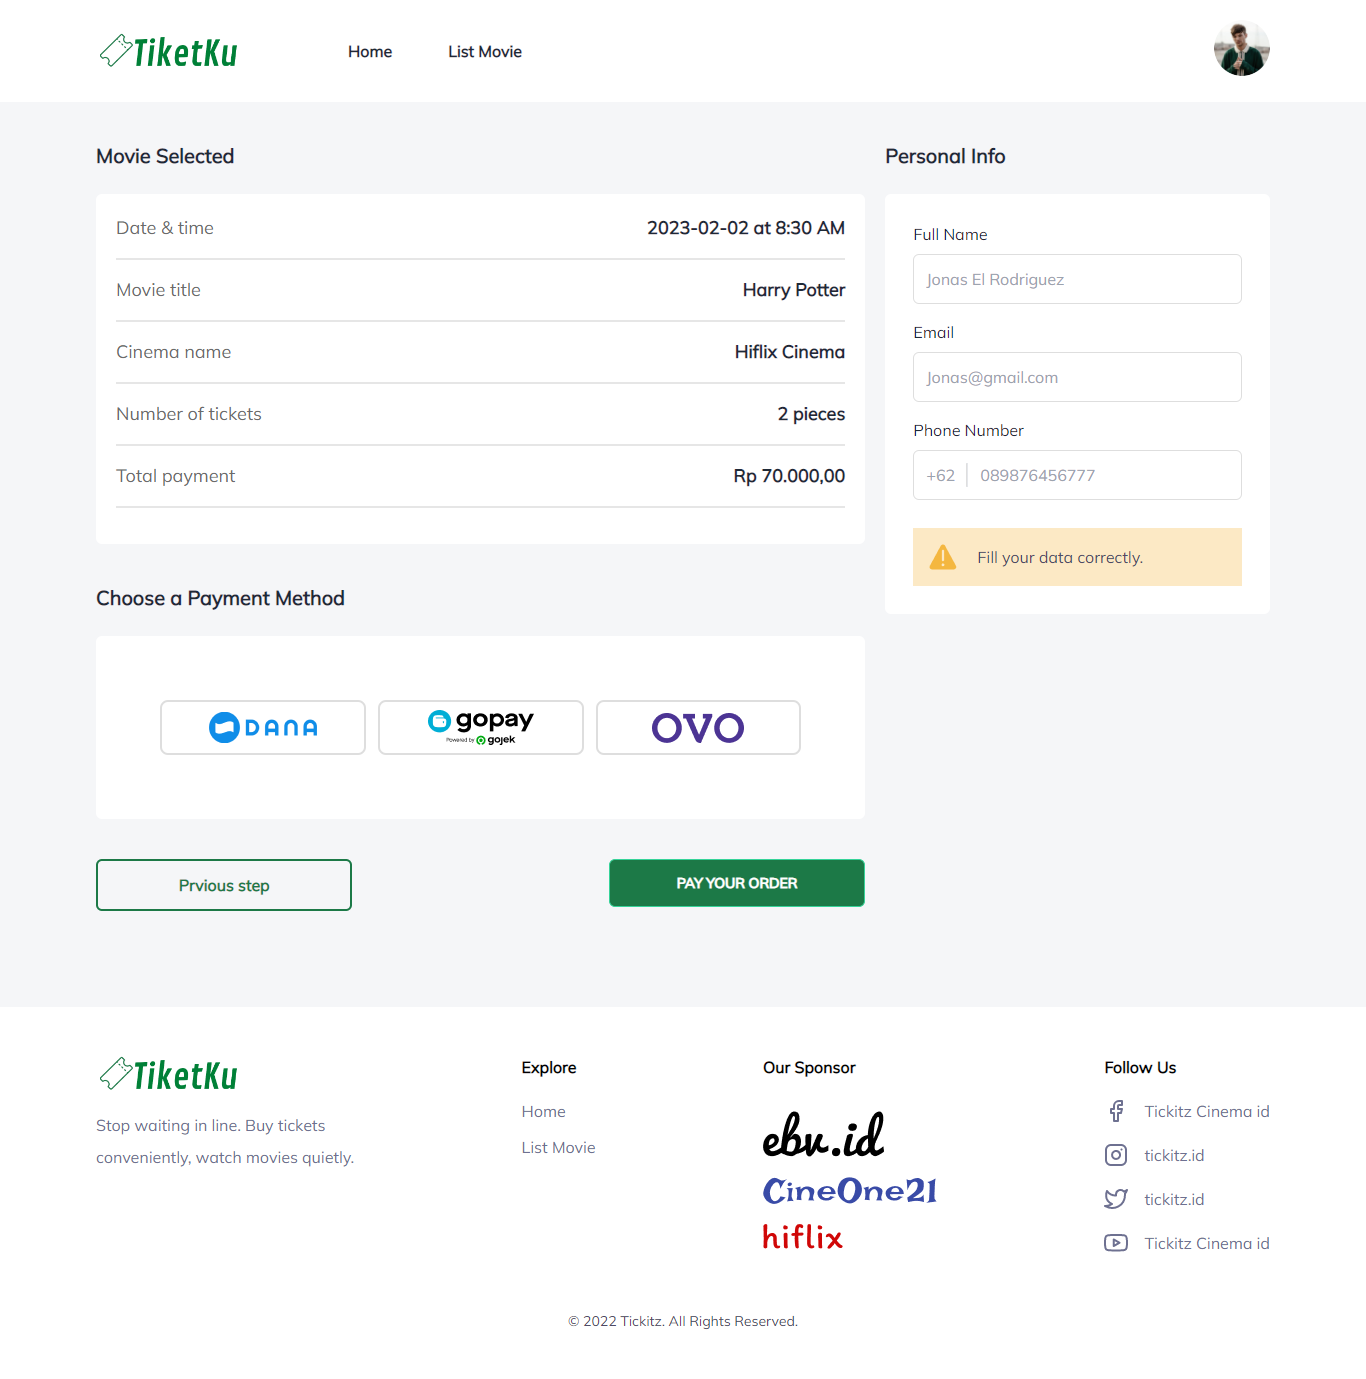 TiketKu
Home
List Movie
Movie Selected
Date & time
2023-02-02 at 8:30 AM
Movie title
Harry Potter
Cinema name
Hiflix Cinema
Number of tickets
2 pieces
Total payment
Rp 70.000,00
Personal Info
Full Name
Jonas El Rodriguez
Email
Jonas@gmail.com
Phone Number
+62
089876456777
Fill your data correctly.
Choose a Payment Method
DANA
gopay
Powered by gojek
OVO
Prvious step
PAY YOUR ORDER
TiketKu
Stop waiting in line. Buy tickets
conveniently, watch movies quietly.
Explore
Home
List Movie
Our Sponsor
ebv.id
CineOne21
hiflix
Follow Us
Tickitz Cinema id
tickitz.id
tickitz.id
Tickitz Cinema id
© 2022 Tickitz. All Rights Reserved.